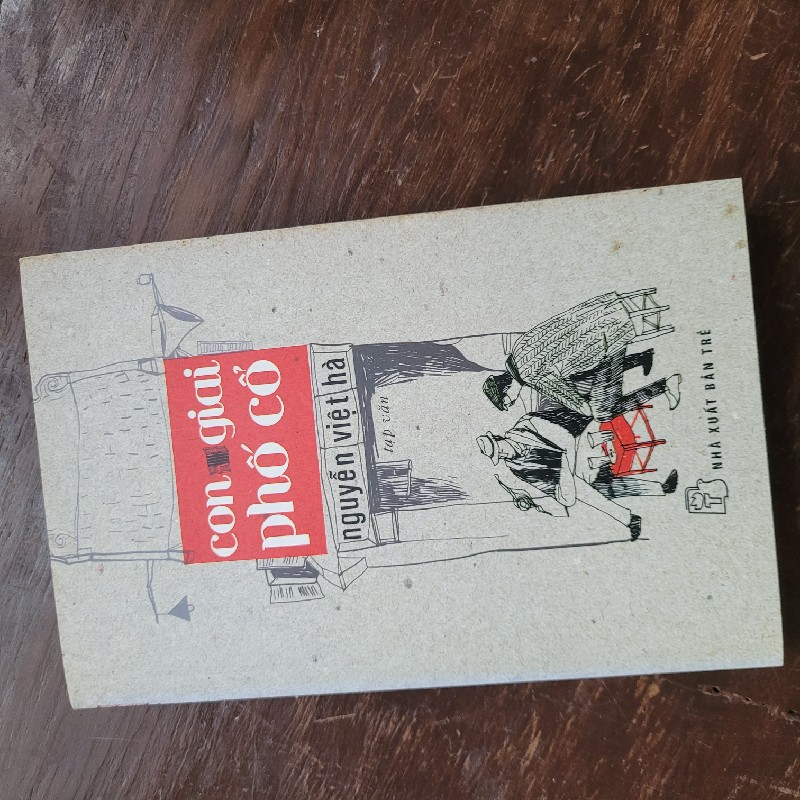 con giai
phố cổ
nguyễn việt hà
tạp văn
NHÀ XUẤT BẢN TRẺ